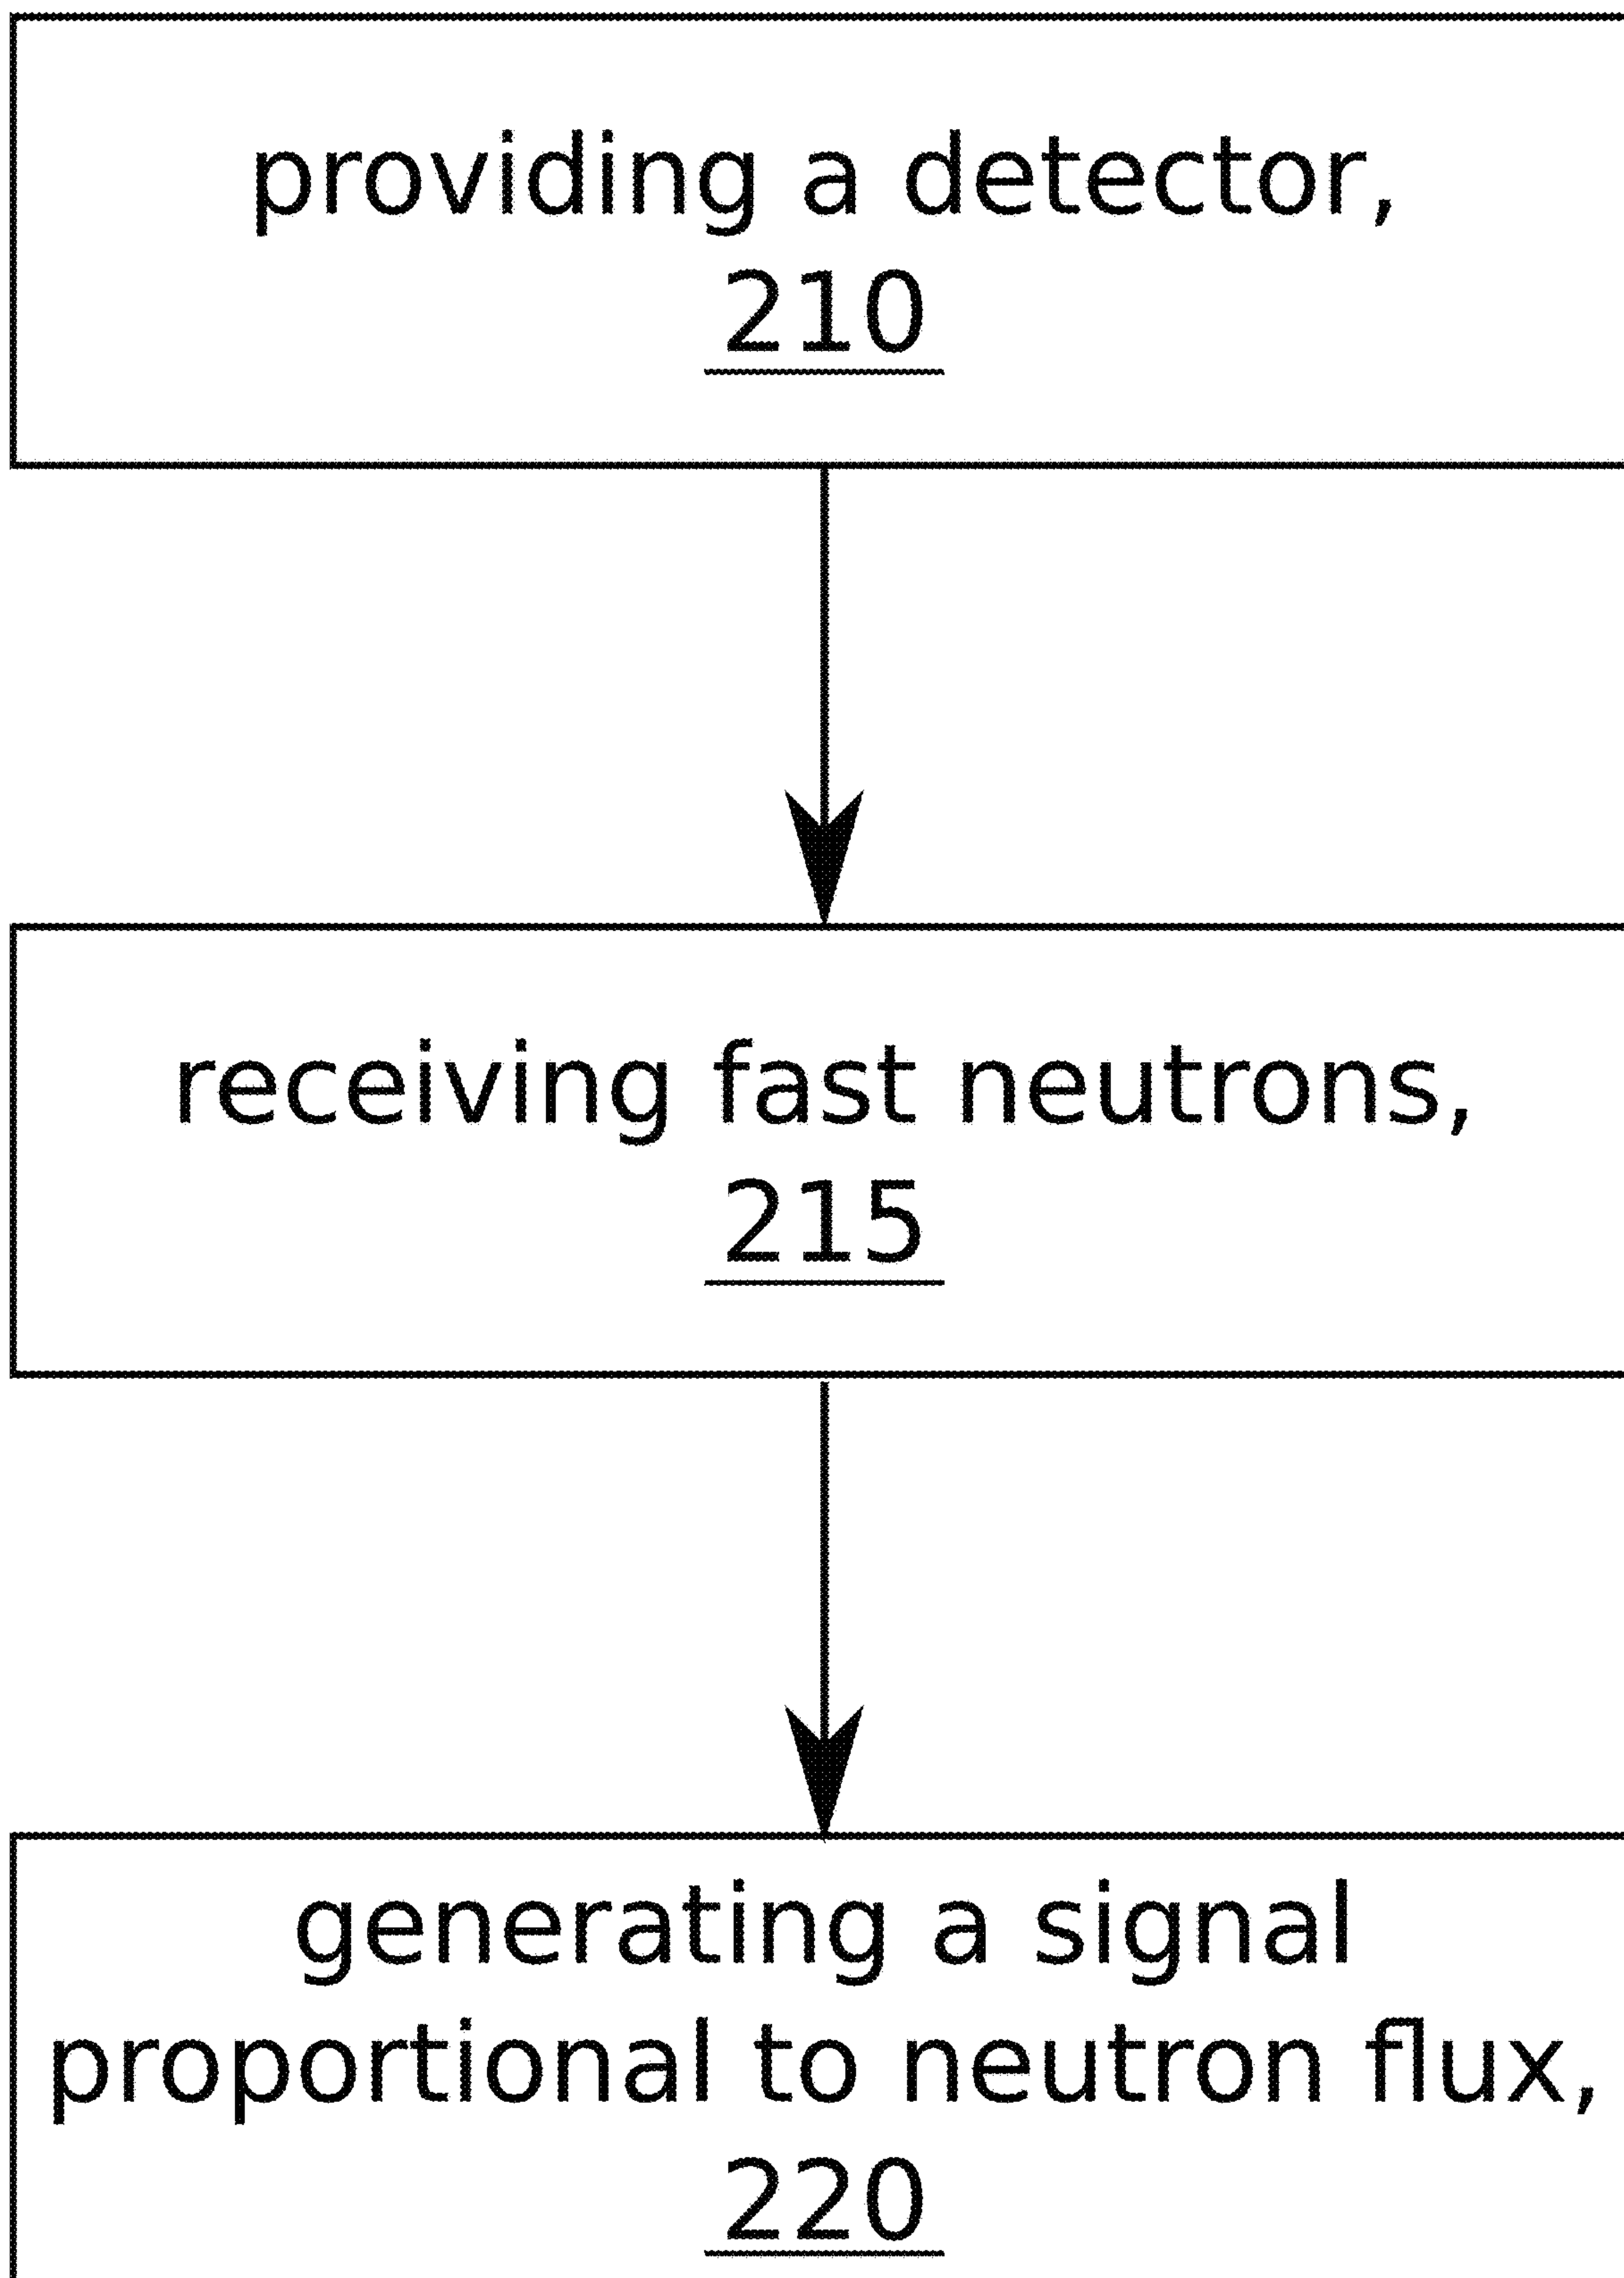 providing a detector,
210
receiving fast neutrons,
215
generating a signal
proportional to neutron flux,
220